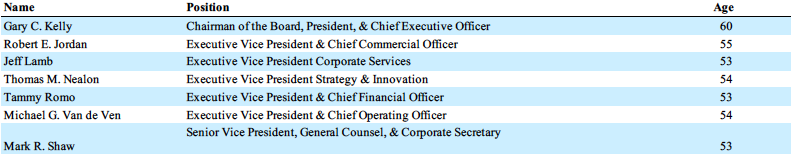 Name Position Age
Gary C. Kelly Chairman of the Board, President, & Chief Executive Officer 60
Robert E. Jordan Executive Vice President & Chief Commercial Officer 55
Jeff Lamb Executive Vice President Corporate Services 53
Thomas M. Nealon Executive Vice President Strategy & Innovation 54
Tammy Romo Executive Vice President & Chief Financial Officer 53
Michael G. Van de Ven Executive Vice President & Chief Operating Officer 54
Senior Vice President, General Counsel, & Corporate Secretary
Mark R. Shaw 53